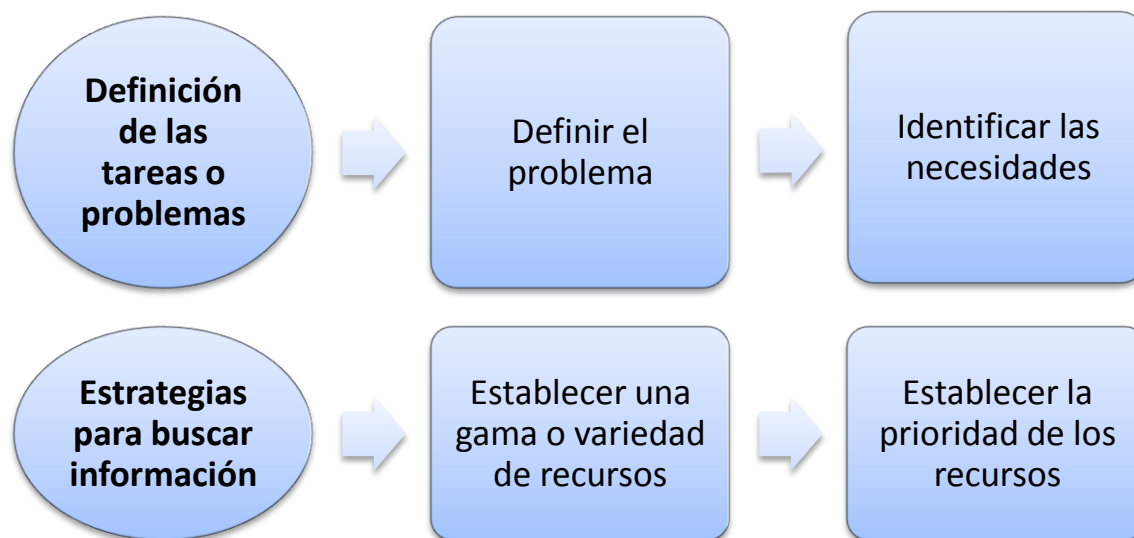 Definición
de las
tareas o
problemas
Definir el
problema
Identificar las
necesidades
Estrategias
para buscar
información
Establecer una
gama o variedad
de recursos
Establecer la
prioridad de los
recursos